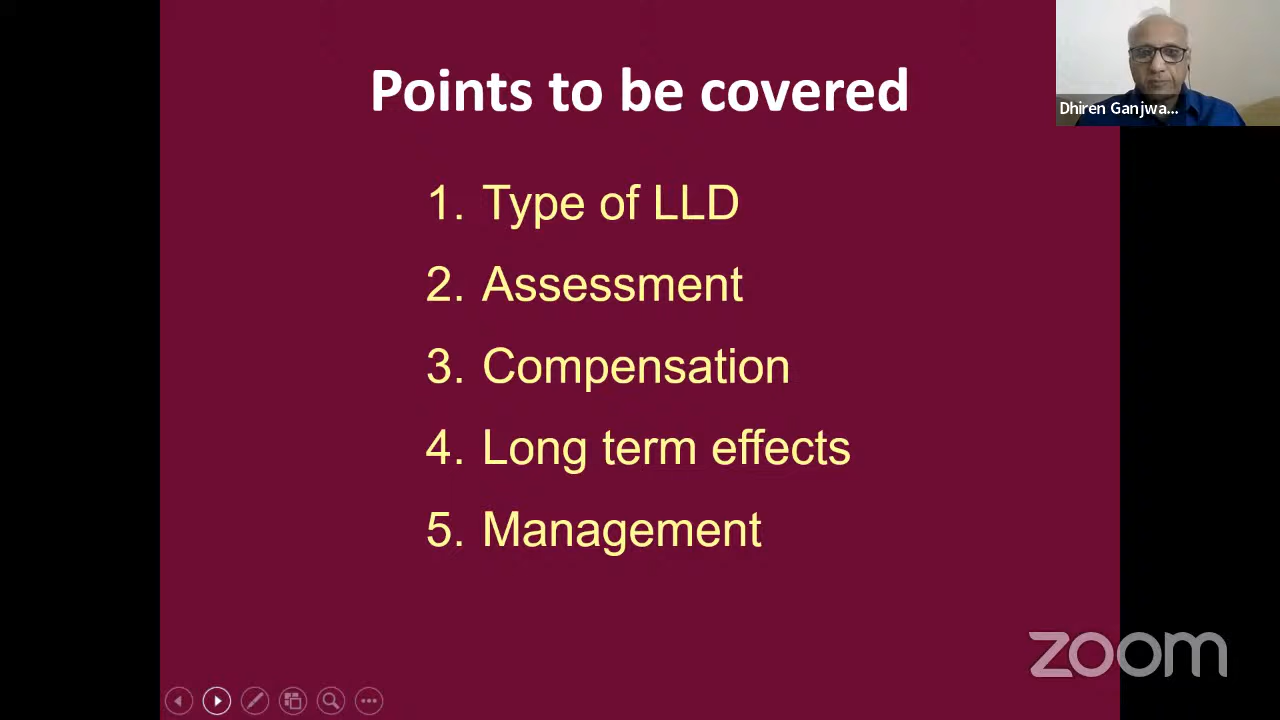 Points to be covered
Dhiren Ganjwa...
1. Type of LLD
2. Assessment
3. Compensation
4. Long term effects
5. Management
zoom